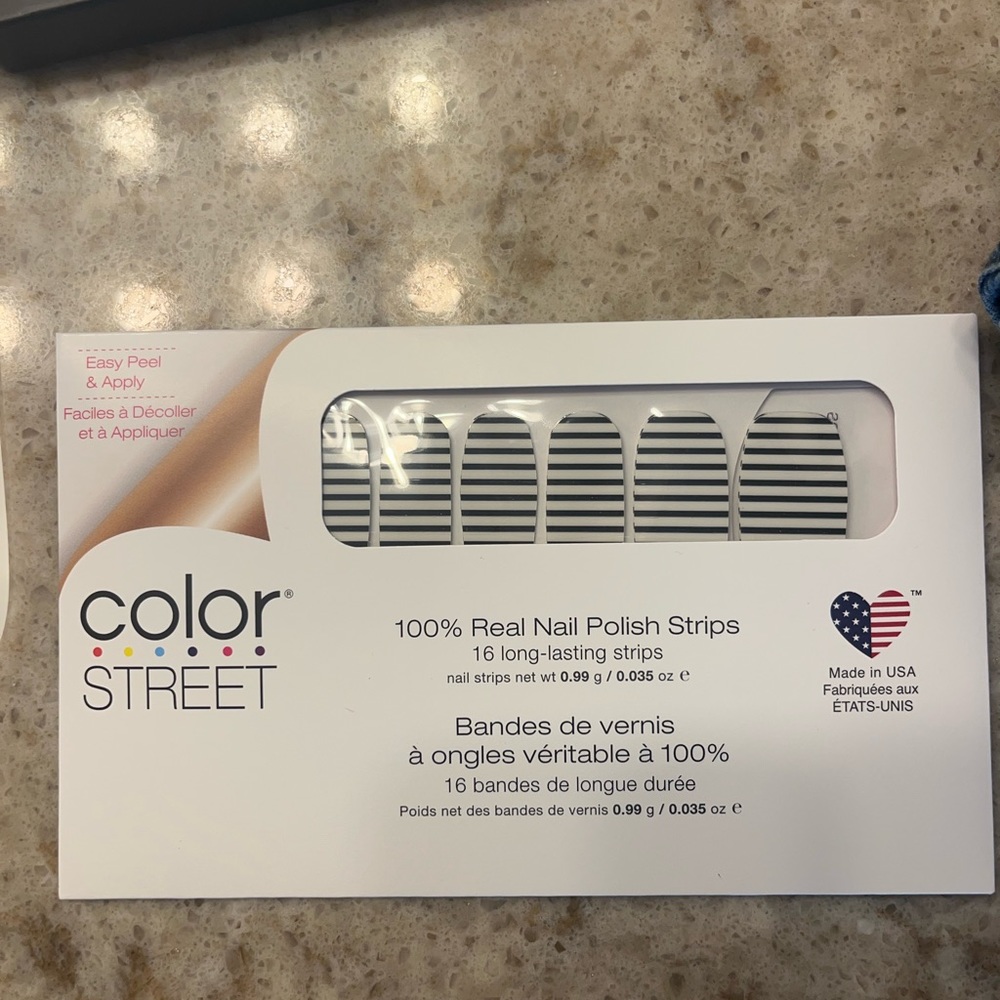 Easy Peel
& Apply
Faciles à Décoller
et à Appliquer
color®
STREET
100% Real Nail Polish Strips
16 long-lasting strips
nail strips net wt 0.99 g / 0.035 oz ℮
Bandes de vernis
à ongles véritable à 100%
16 bandes de longue durée
Poids net des bandes de vernis 0.99 g / 0.035 oz ℮
™
Made in USA
Fabriquées aux
ÉTATS-UNIS